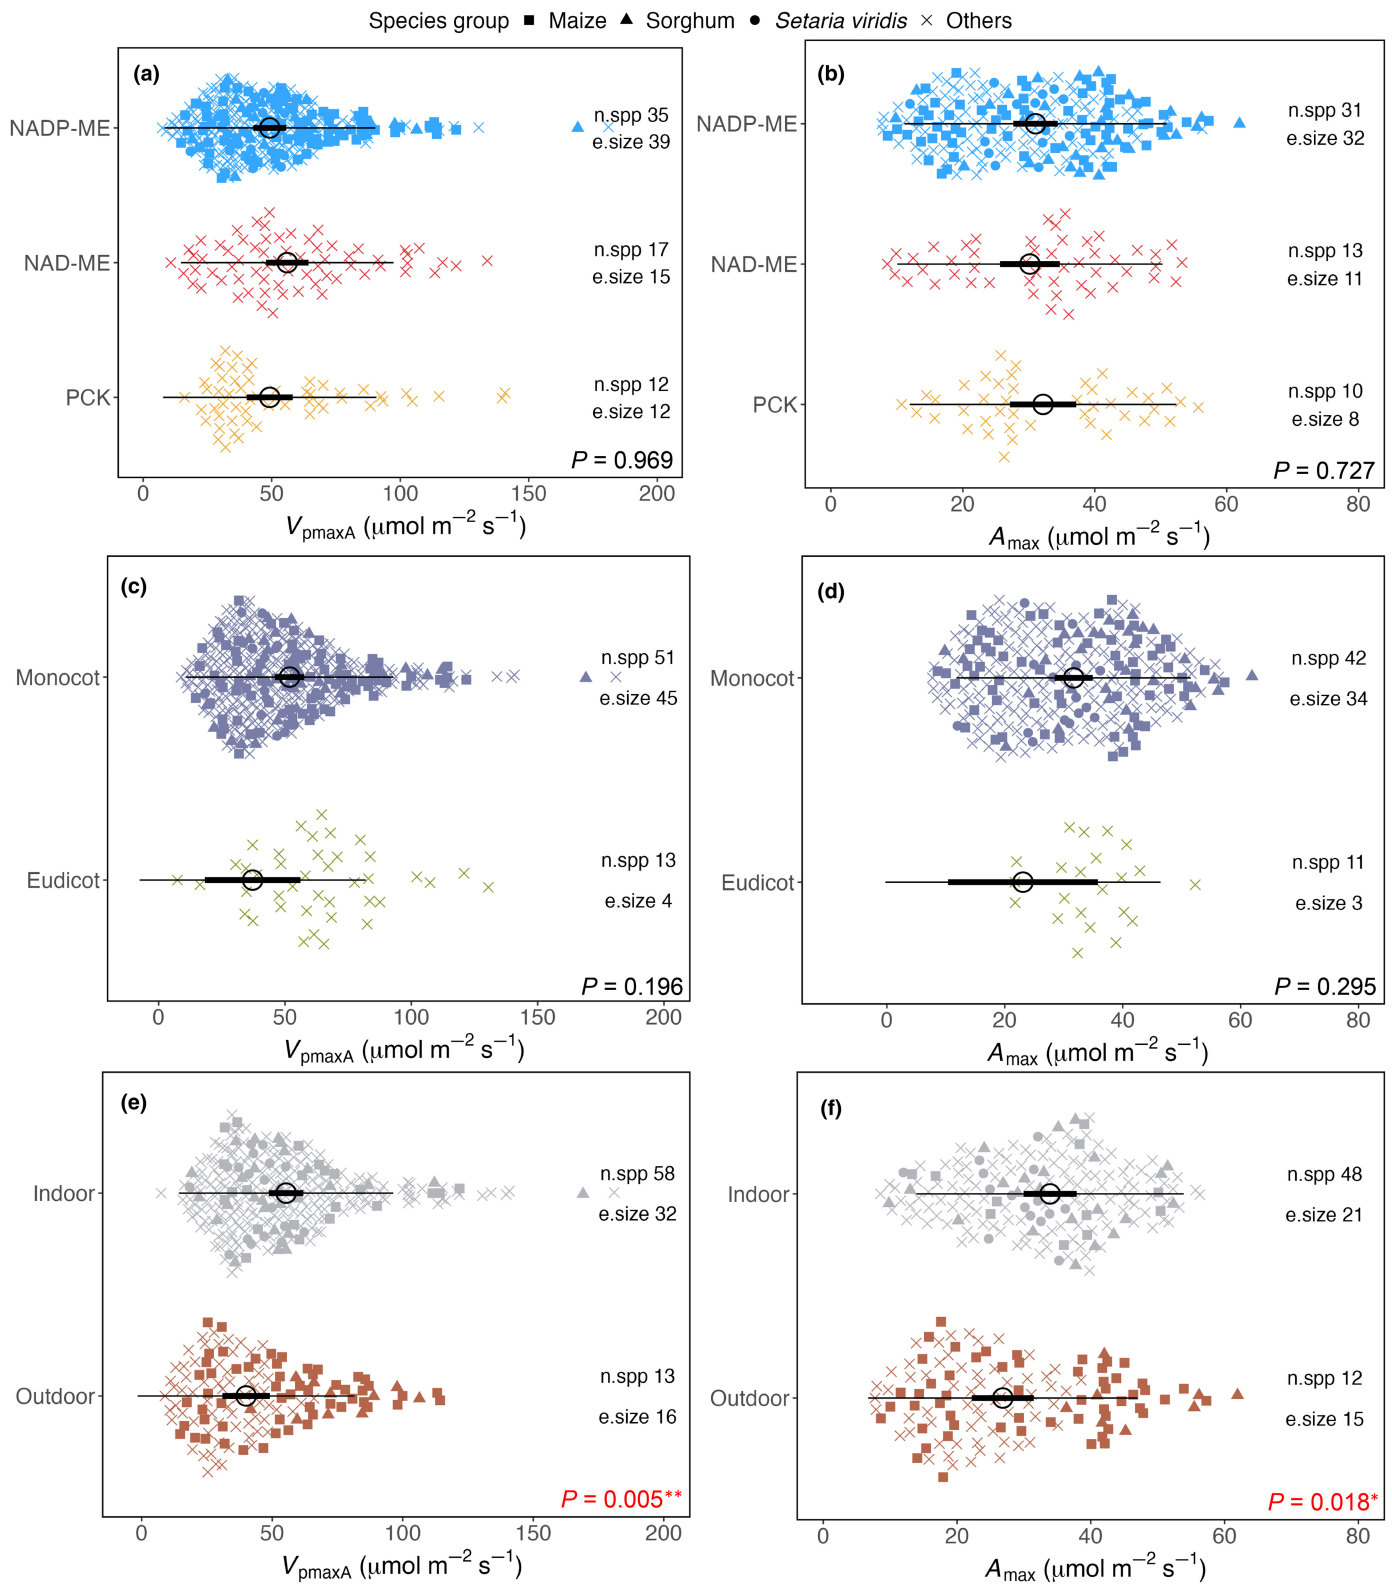 Species group ■ Maize ▲ Sorghum ● Setaria viridis × Others
(a)
NADP-ME
n.spp 35
e.size 39
NAD-ME
n.spp 17
e.size 15
PCK
n.spp 12
e.size 12
P = 0.969
0 50 100 150 200
VpmaxA (μmol m−2 s−1)
(b)
NADP-ME
n.spp 31
e.size 32
NAD-ME
n.spp 13
e.size 11
PCK
n.spp 10
e.size 8
P = 0.727
0 20 40 60 80
Amax (μmol m−2 s−1)
(c)
Monocot
n.spp 51
e.size 45
Eudicot
n.spp 13
e.size 4
P = 0.196
0 50 100 150 200
VpmaxA (μmol m−2 s−1)
(d)
Monocot
n.spp 42
e.size 34
Eudicot
n.spp 11
e.size 3
P = 0.295
0 20 40 60 80
Amax (μmol m−2 s−1)
(e)
Indoor
n.spp 58
e.size 32
Outdoor
n.spp 13
e.size 16
P = 0.005**
0 50 100 150 200
VpmaxA (μmol m−2 s−1)
(f)
Indoor
n.spp 48
e.size 21
Outdoor
n.spp 12
e.size 15
P = 0.018*
0 20 40 60 80
Amax (μmol m−2 s−1)